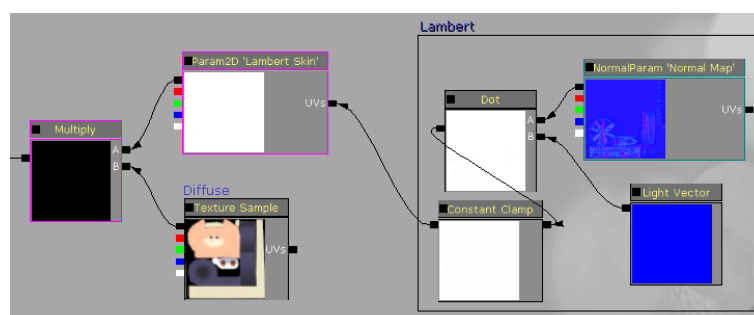 Lambert
Param2D 'Lambert Skin'
UVs
NormalParam 'Normal Map'
UVs
Dot
A
B
Multiply
A
B
Diffuse
Texture Sample
UVs
Constant Clamp
Light Vector